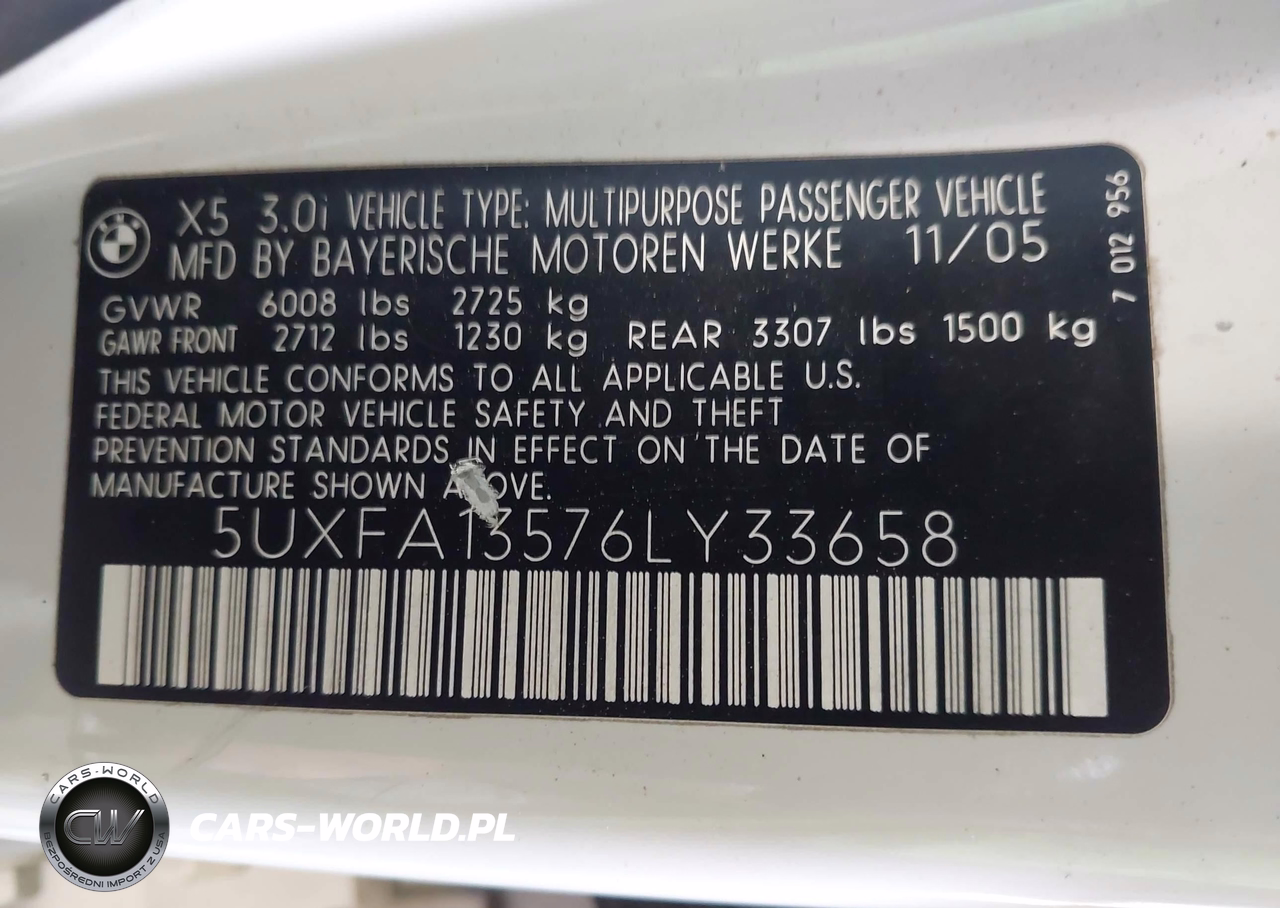 X5 3.0i VEHICLE TYPE: MULTIPURPOSE PASSENGER VEHICLE
MFD BY BAYERISCHE MOTOREN WERKE 11/05
7 012 956
GVWR 6008 lbs 2725 kg
GAWR FRONT 2712 lbs 1230 kg REAR 3307 lbs 1500 kg
THIS VEHICLE CONFORMS TO ALL APPLICABLE U.S.
FEDERAL MOTOR VEHICLE SAFETY AND THEFT
PREVENTION STANDARDS IN EFFECT ON THE DATE OF
MANUFACTURE SHOWN ABOVE.
5UXFA13576LY33658
CARS-WORLD
CW
BEZPOŚREDNI IMPORT Z USA
CARS-WORLD.PL